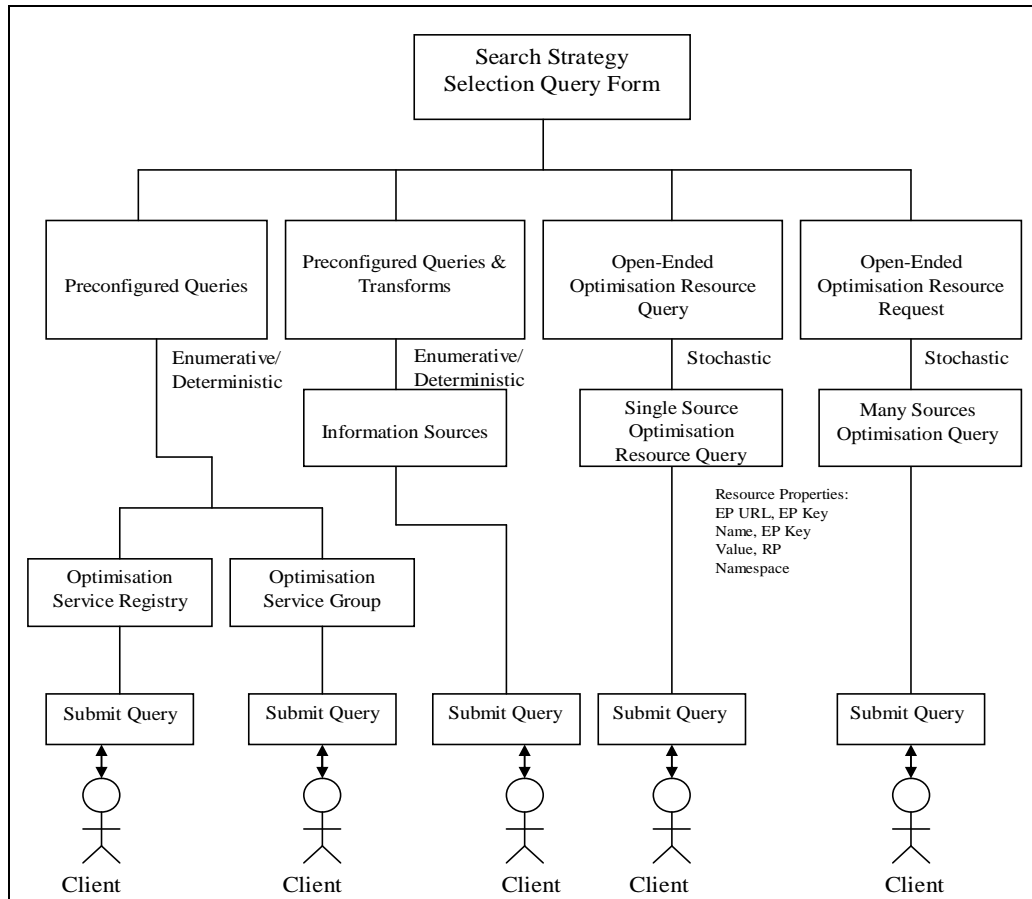 Search Strategy
Selection Query Form
Preconfigured Queries
Preconfigured Queries &
Transforms
Open-Ended
Optimisation Resource
Query
Open-Ended
Optimisation Resource
Request
Enumerative/
Deterministic
Enumerative/
Deterministic
Stochastic
Stochastic
Information Sources
Single Source
Optimisation
Resource Query
Many Sources
Optimisation Query
Resource Properties:
EP URL, EP Key
Name, EP Key
Value, RP
Namespace
Optimisation
Service Registry
Optimisation
Service Group
Submit Query
Submit Query
Submit Query
Submit Query
Submit Query
Client
Client
Client
Client
Client